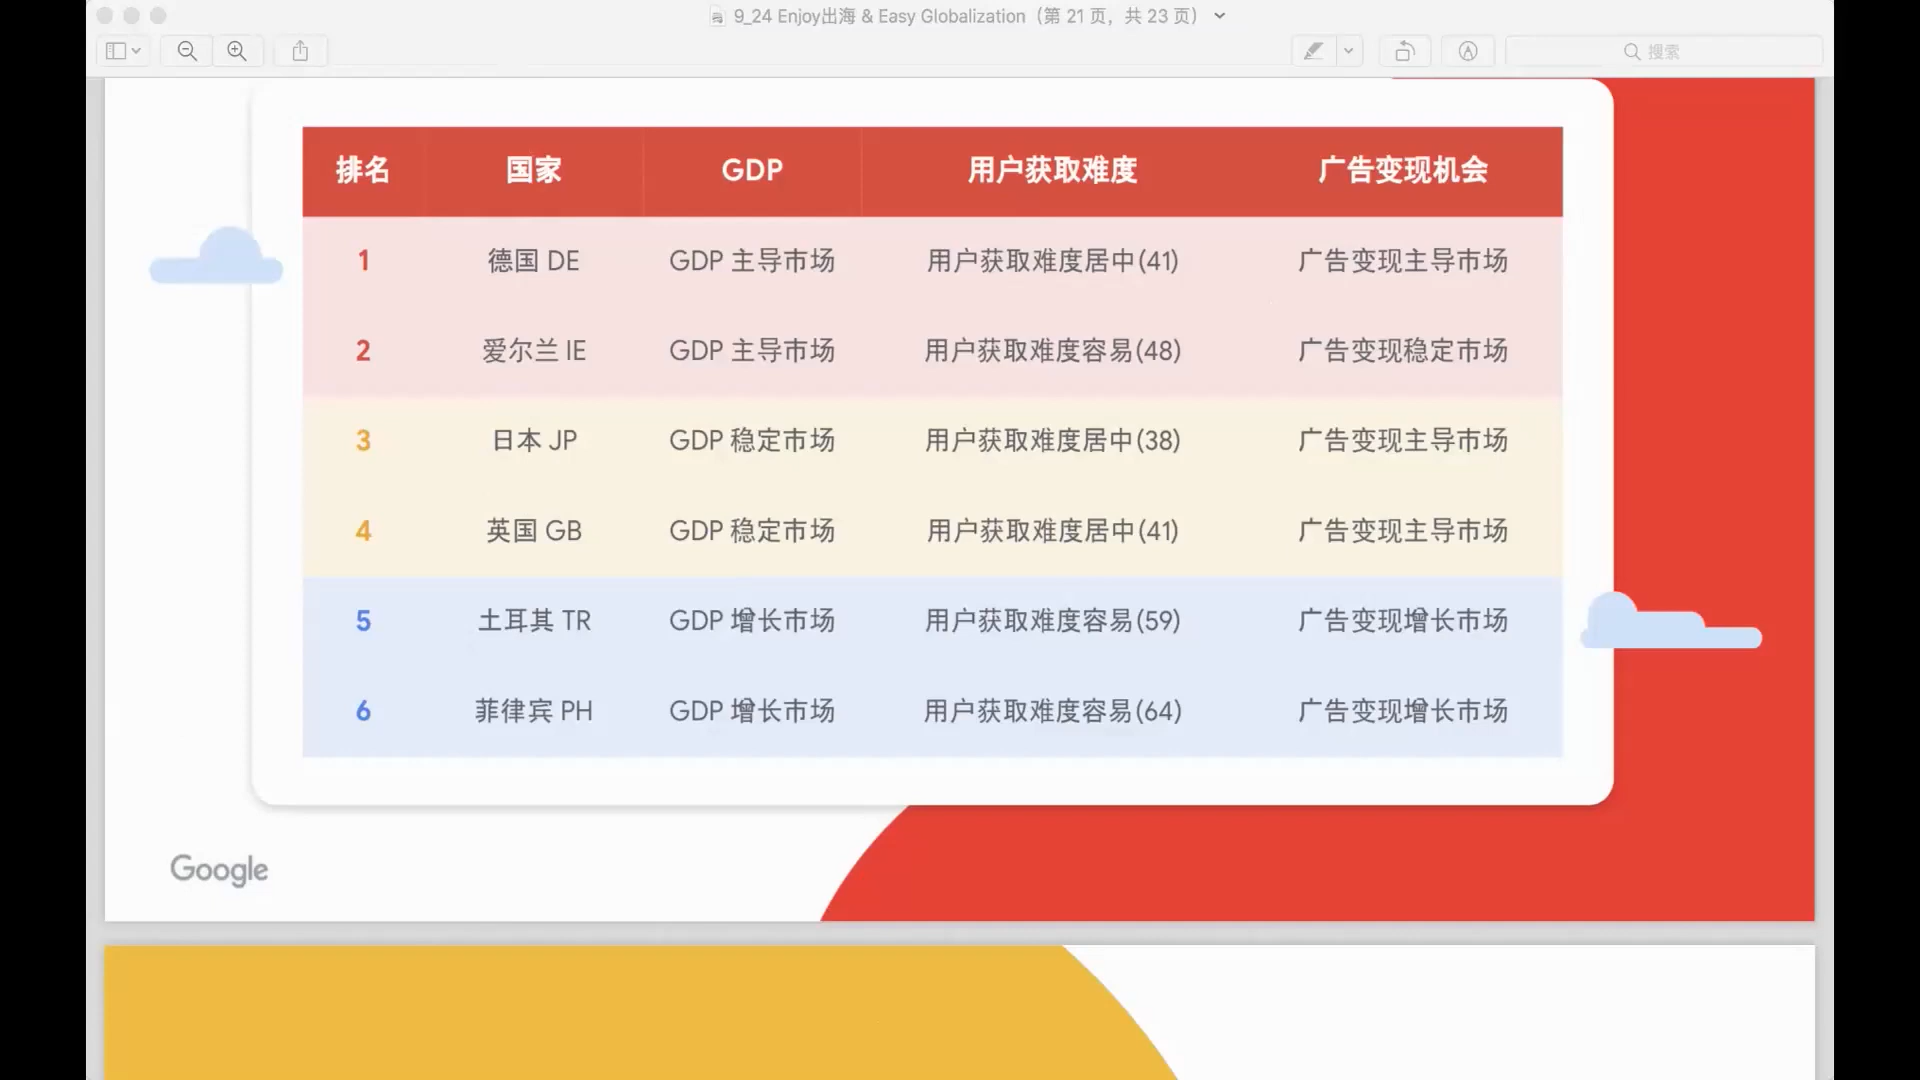 9_24 Enjoy出海 & Easy Globalization（第 21 页，共 23 页）
搜索
排名 国家 GDP 用户获取难度 广告变现机会
1 德国 DE GDP 主导市场 用户获取难度居中(41) 广告变现主导市场
2 爱尔兰 IE GDP 主导市场 用户获取难度容易(48) 广告变现稳定市场
3 日本 JP GDP 稳定市场 用户获取难度居中(38) 广告变现主导市场
4 英国 GB GDP 稳定市场 用户获取难度居中(41) 广告变现主导市场
5 土耳其 TR GDP 增长市场 用户获取难度容易(59) 广告变现增长市场
6 菲律宾 PH GDP 增长市场 用户获取难度容易(64) 广告变现增长市场
Google